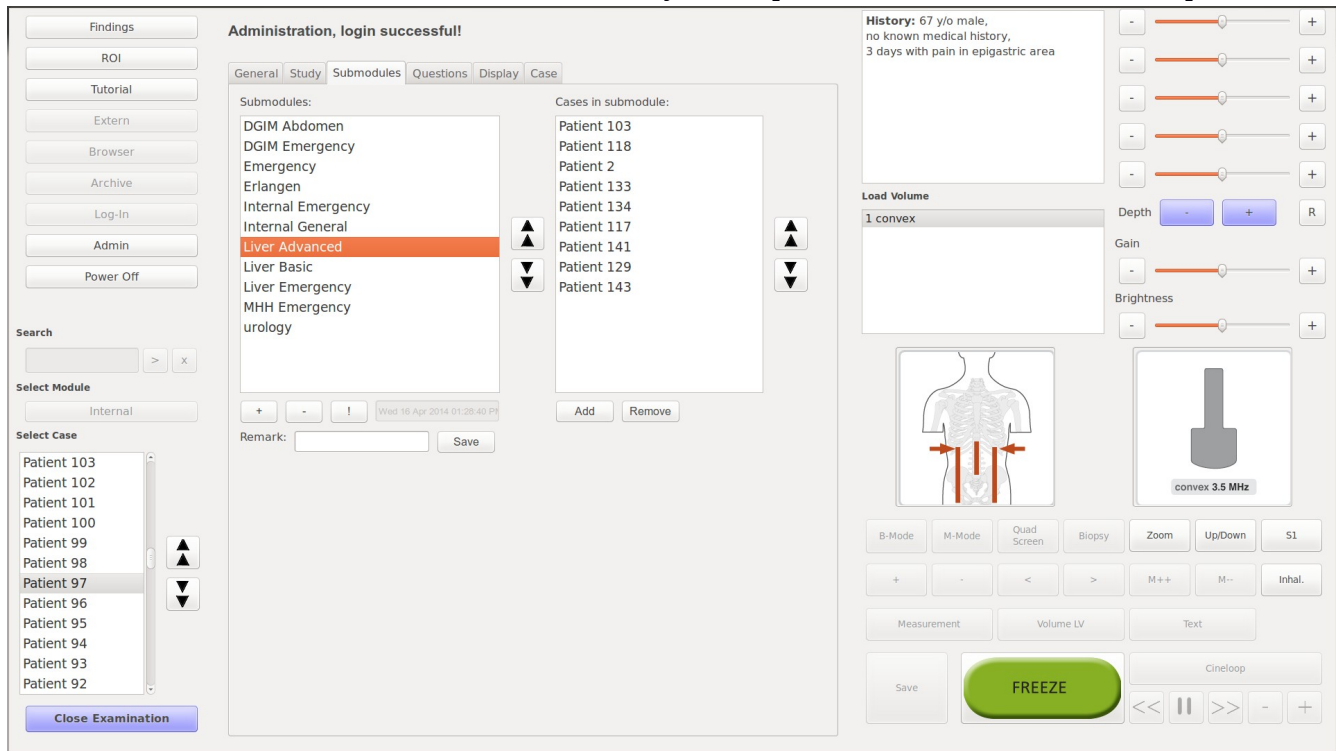 Findings
ROI
Tutorial
Extern
Browser
Archive
Log-In
Admin
Power Off
Search
> x
Select Module
Internal
Select Case
Patient 103
Patient 102
Patient 101
Patient 100
Patient 99
Patient 98
Patient 97
Patient 96
Patient 95
Patient 94
Patient 93
Patient 92
Close Examination
Administration, login successful!
General Study Submodules Questions Display Case
Submodules:
DGIM Abdomen
DGIM Emergency
Emergency
Erlangen
Internal Emergency
Internal General
Liver Advanced
Liver Basic
Liver Emergency
MHH Emergency
urology
+ - ! Wed 16 Apr 2014 01:28:40 PM
Remark: Save
Cases in submodule:
Patient 103
Patient 118
Patient 2
Patient 133
Patient 134
Patient 117
Patient 141
Patient 129
Patient 143
Add Remove
History: 67 y/o male,
no known medical history,
3 days with pain in epigastric area
Load Volume
1 convex
- +
- +
- +
- +
- +
Depth - + R
Gain
- +
Brightness
- +
convex 3.5 MHz
B-Mode M-Mode Quad Screen Biopsy Zoom Up/Down S1
+ - < > M++ M-- Inhal.
Measurement Volume LV Text
Save FREEZE Cineloop
<< || >> - +